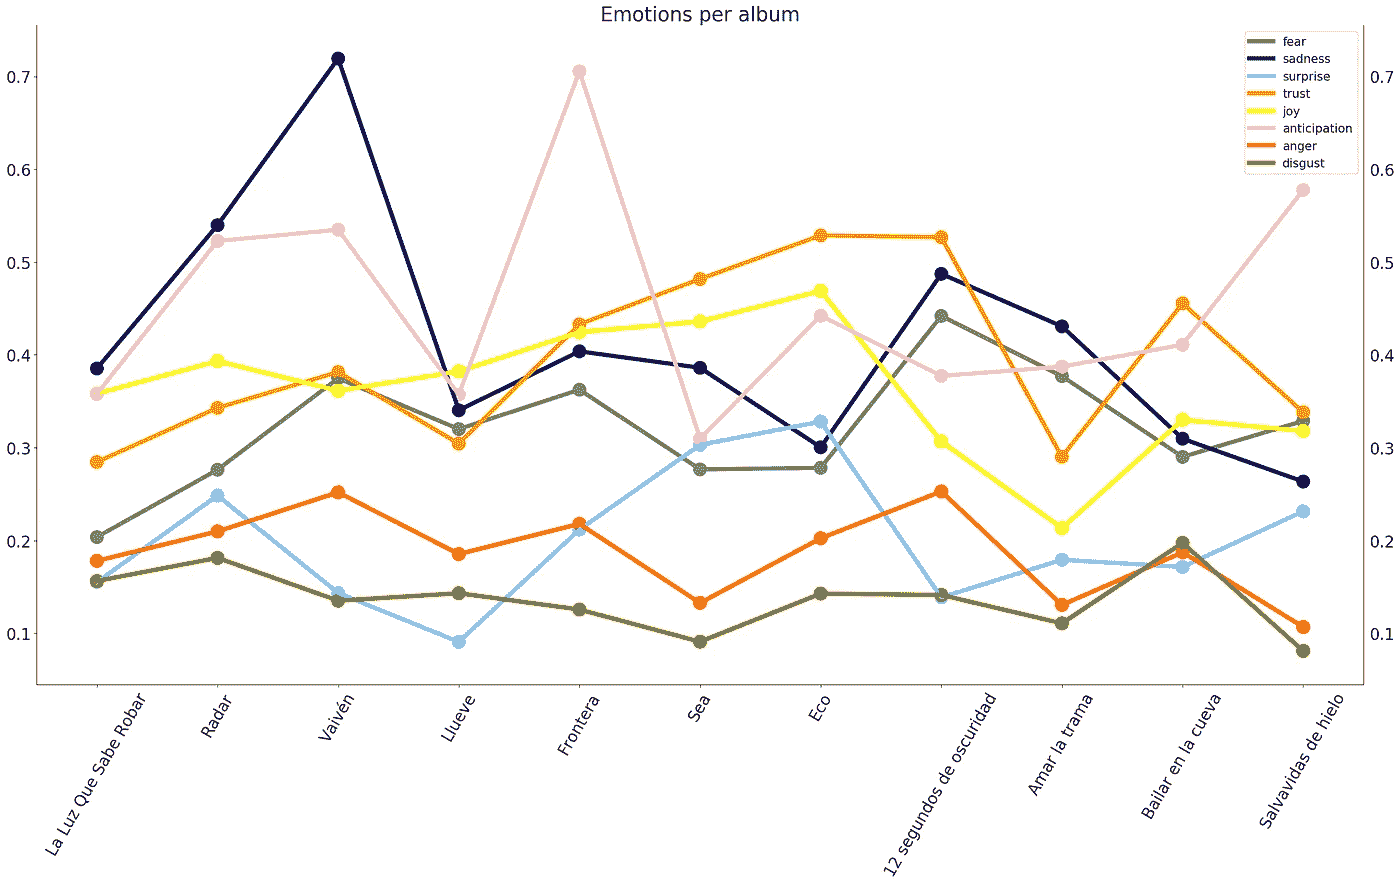 Emotions per album
fear
sadness
surprise
trust
joy
anticipation
anger
disgust
0.7
0.6
0.5
0.4
0.3
0.2
0.1
0.7
0.6
0.5
0.4
0.3
0.2
0.1
La Luz Que Sabe Robar
Radar
Vaivén
Llueve
Frontera
Sea
Eco
12 segundos de oscuridad
Amar la trama
Bailar en la cueva
Salvavidas de hielo